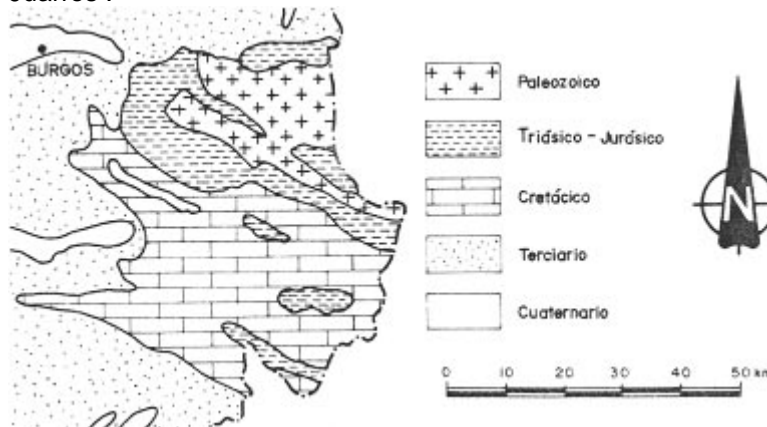 BURGOS
Paleozoico
Triásico - Jurásico
Cretácico
Terciario
Cuaternario
N
0 10 20 30 40 50 km